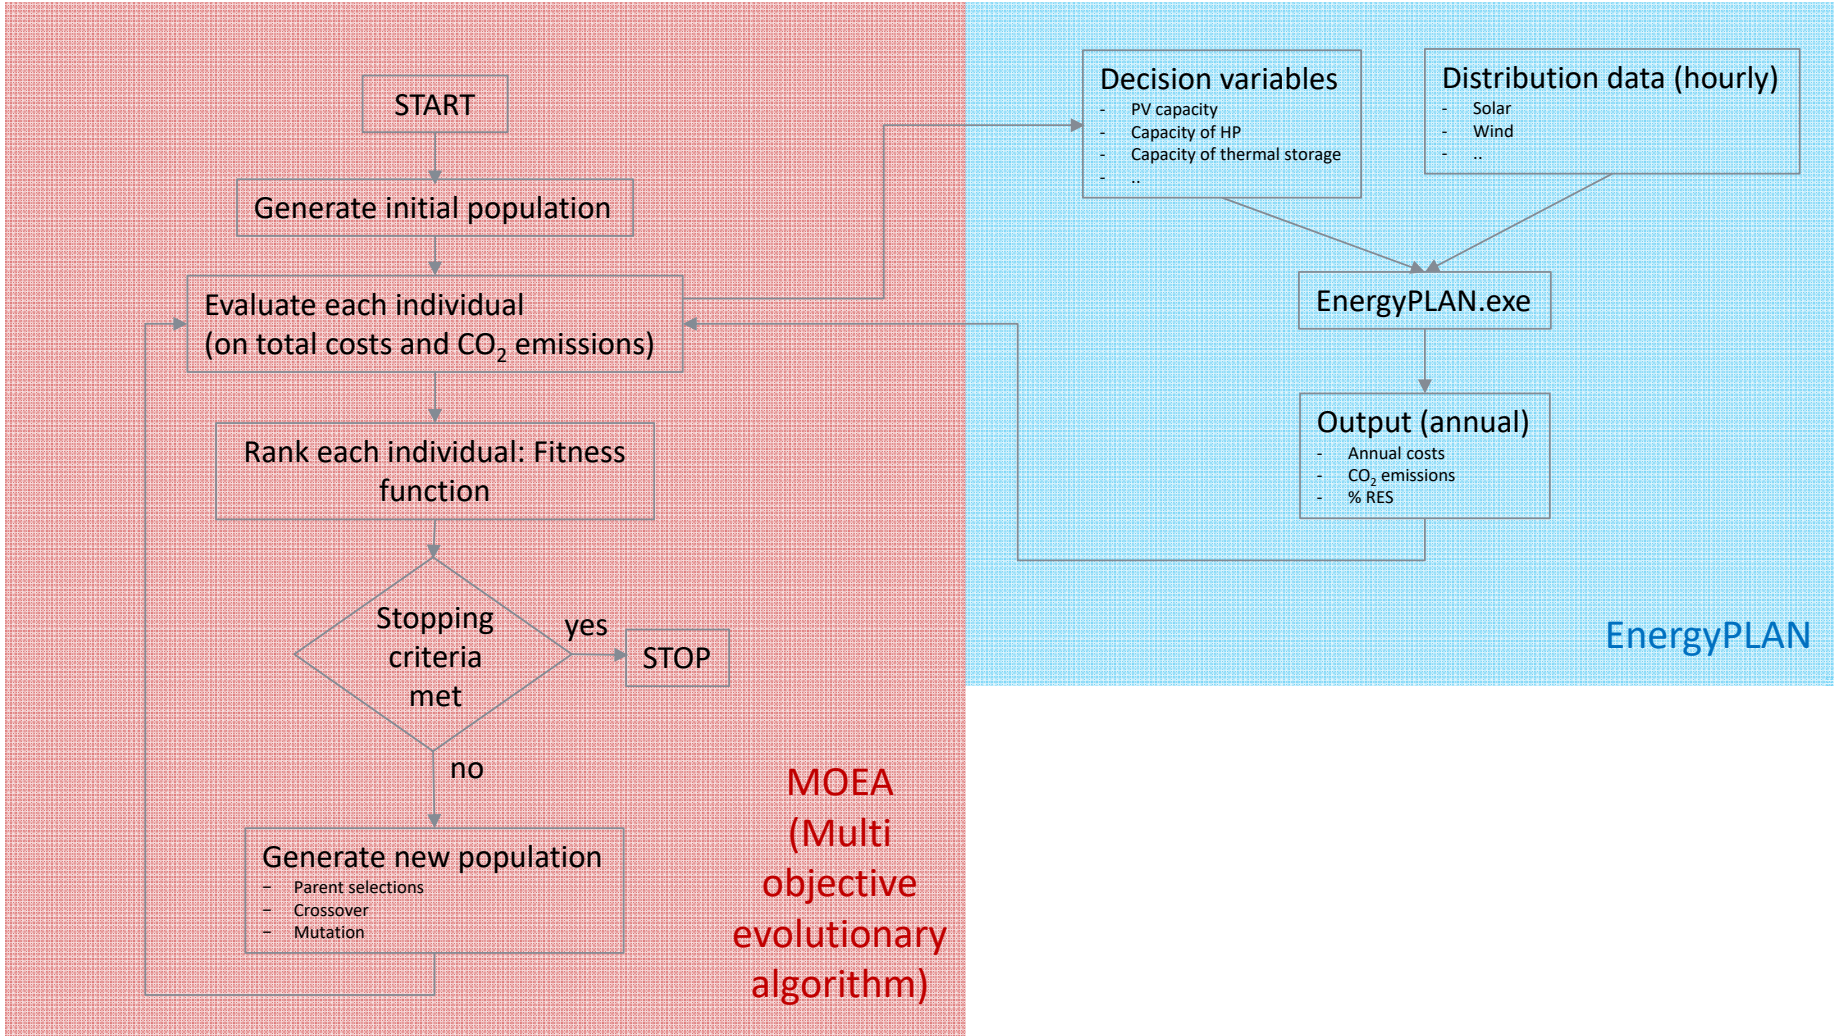 START
Generate initial population
Evaluate each individual
(on total costs and CO₂ emissions)
Rank each individual: Fitness
function
Stopping
criteria
met
yes
STOP
no
Generate new population
– Parent selections
– Crossover
– Mutation
MOEA
(Multi
objective
evolutionary
algorithm)
Decision variables
- PV capacity
- Capacity of HP
- Capacity of thermal storage
- ..
Distribution data (hourly)
- Solar
- Wind
- ..
EnergyPLAN.exe
Output (annual)
- Annual costs
- CO₂ emissions
- % RES
EnergyPLAN